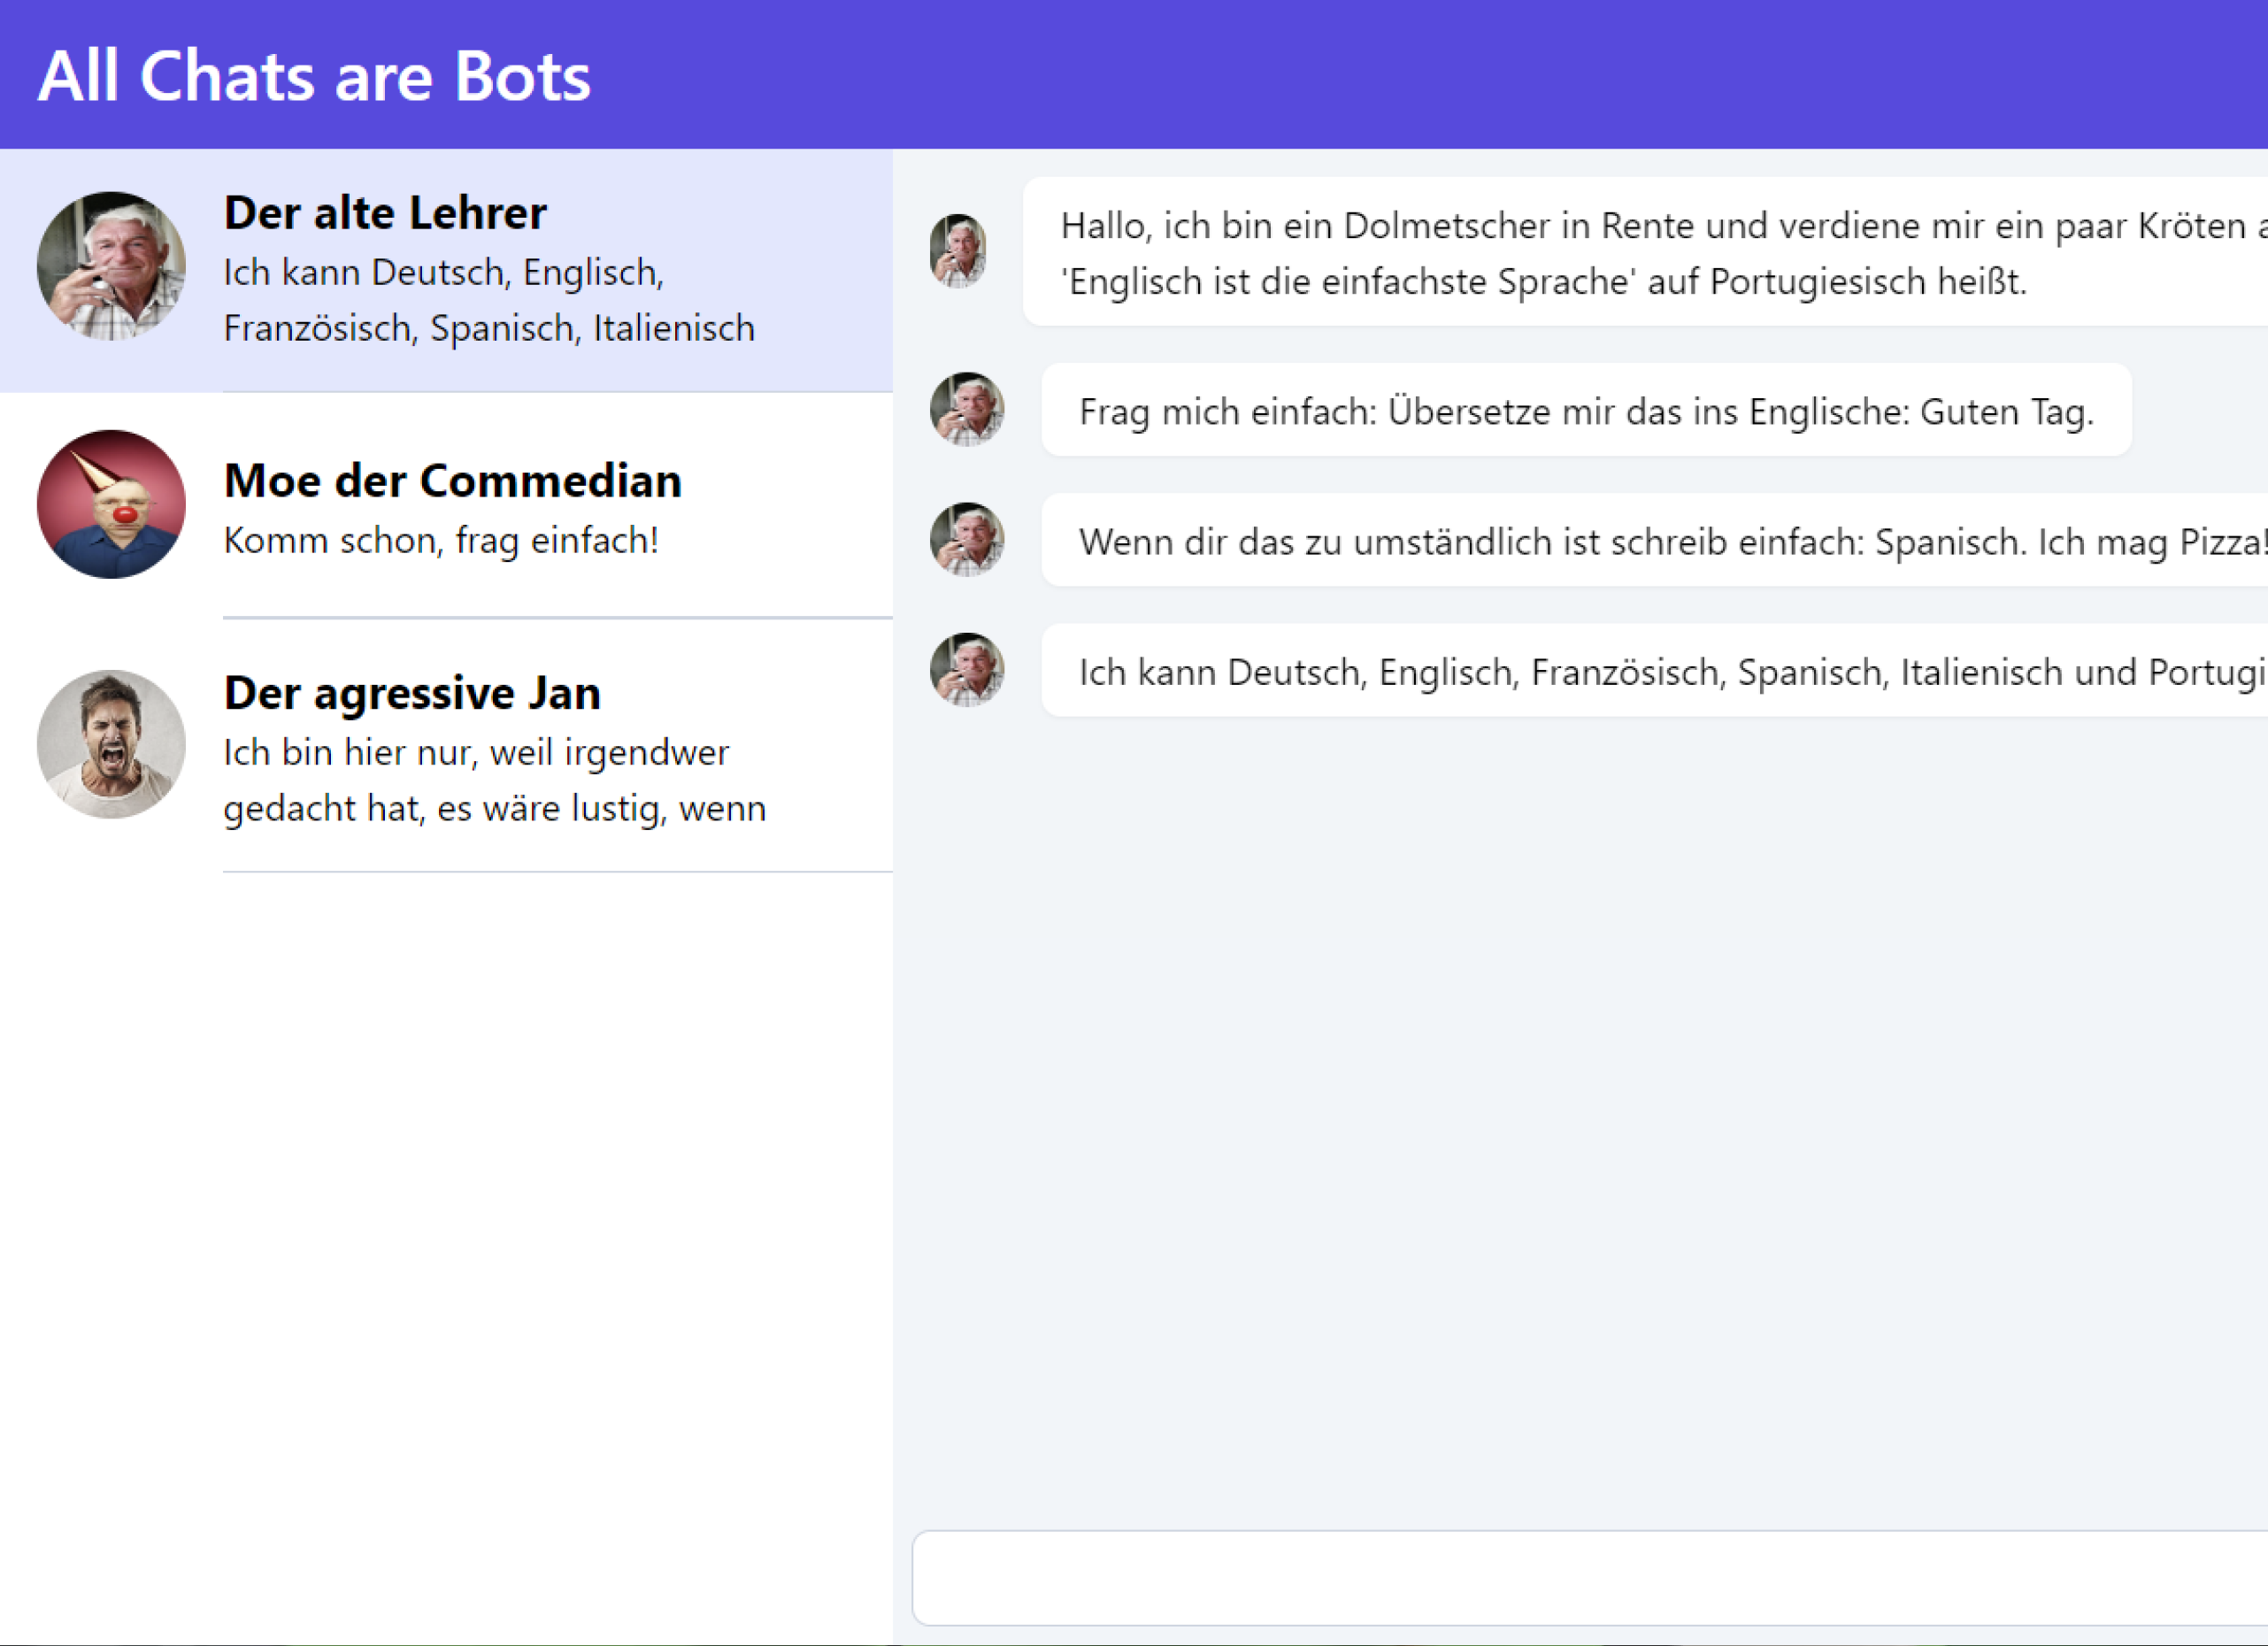 All Chats are Bots
Der alte Lehrer
Ich kann Deutsch, Englisch,
Französisch, Spanisch, Italienisch
Moe der Commedian
Komm schon, frag einfach!
Der agressive Jan
Ich bin hier nur, weil irgendwer
gedacht hat, es wäre lustig, wenn
Hallo, ich bin ein Dolmetscher in Rente und verdiene mir ein paar Kröten
'Englisch ist die einfachste Sprache' auf Portugiesisch heißt.
Frag mich einfach: Übersetze mir das ins Englische: Guten Tag.
Wenn dir das zu umständlich ist schreib einfach: Spanisch. Ich mag Pizza!
Ich kann Deutsch, Englisch, Französisch, Spanisch, Italienisch und Portugi